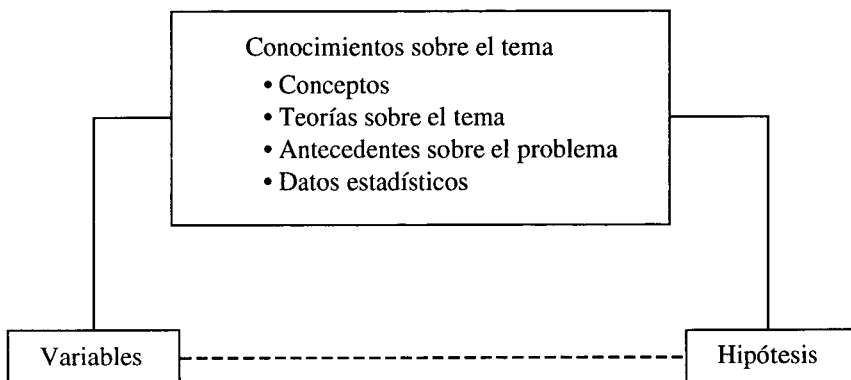 Conocimientos sobre el tema
• Conceptos
• Teorías sobre el tema
• Antecedentes sobre el problema
• Datos estadísticos
Variables
Hipótesis